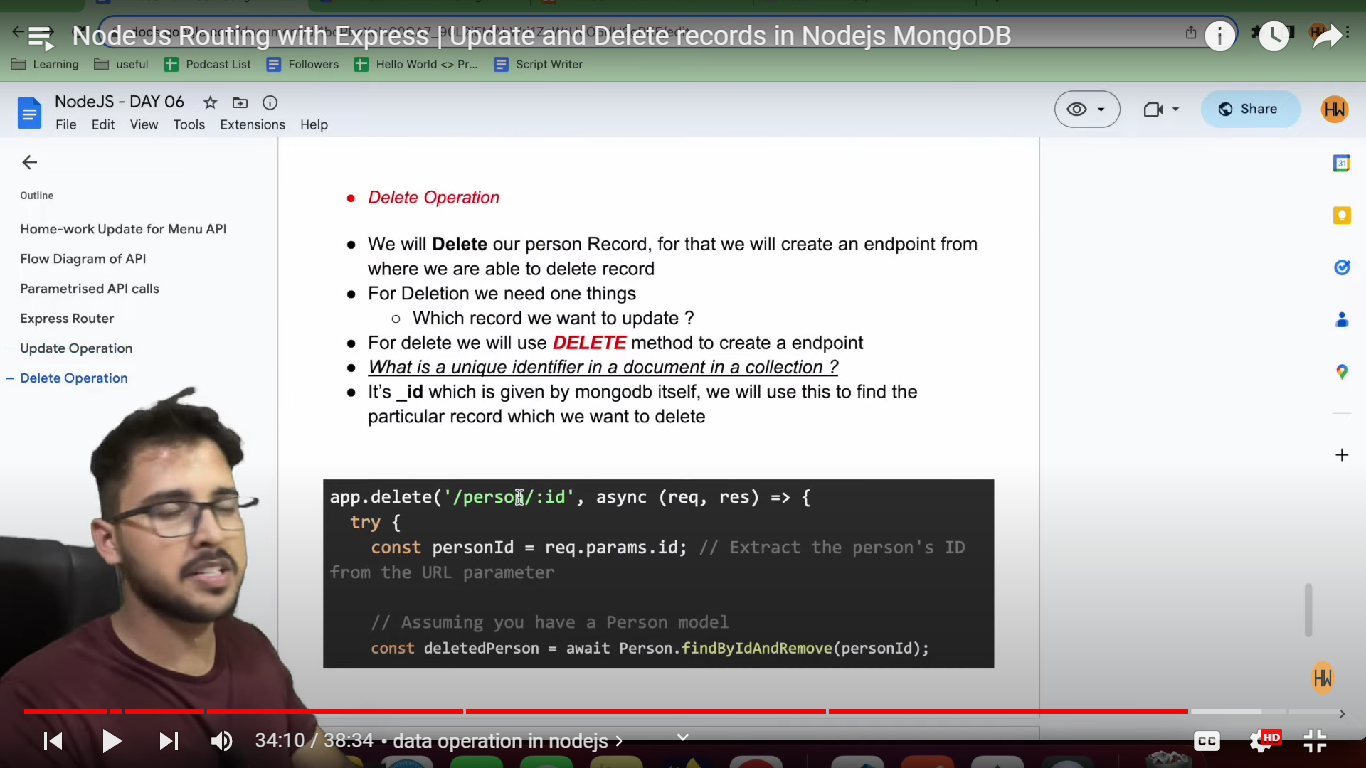 Node Js Routing with Express | Update and Delete records in Nodejs MongoDB
Learning
useful
Podcast List
Followers
Hello World <> Pr...
Script Writer
NodeJS - DAY 06
File Edit View Tools Extensions Help
Share
HW
31
Outline
Home-work Update for Menu API
Flow Diagram of API
Parametrised API calls
Express Router
Update Operation
Delete Operation
● Delete Operation
● We will Delete our person Record, for that we will create an endpoint from
where we are able to delete record
● For Deletion we need one things
○ Which record we want to update ?
● For delete we will use DELETE method to create a endpoint
● What is a unique identifier in a document in a collection ?
● It's _id which is given by mongodb itself, we will use this to find the
particular record which we want to delete
app.delete('/person/:id', async (req, res) => {
try {
const personId = req.params.id; // Extract the person's ID
from the URL parameter
// Assuming you have a Person model
const deletedPerson = await Person.findByIdAndRemove(personId);
HW
34:10 / 38:34 • data operation in nodejs >
CC
HD